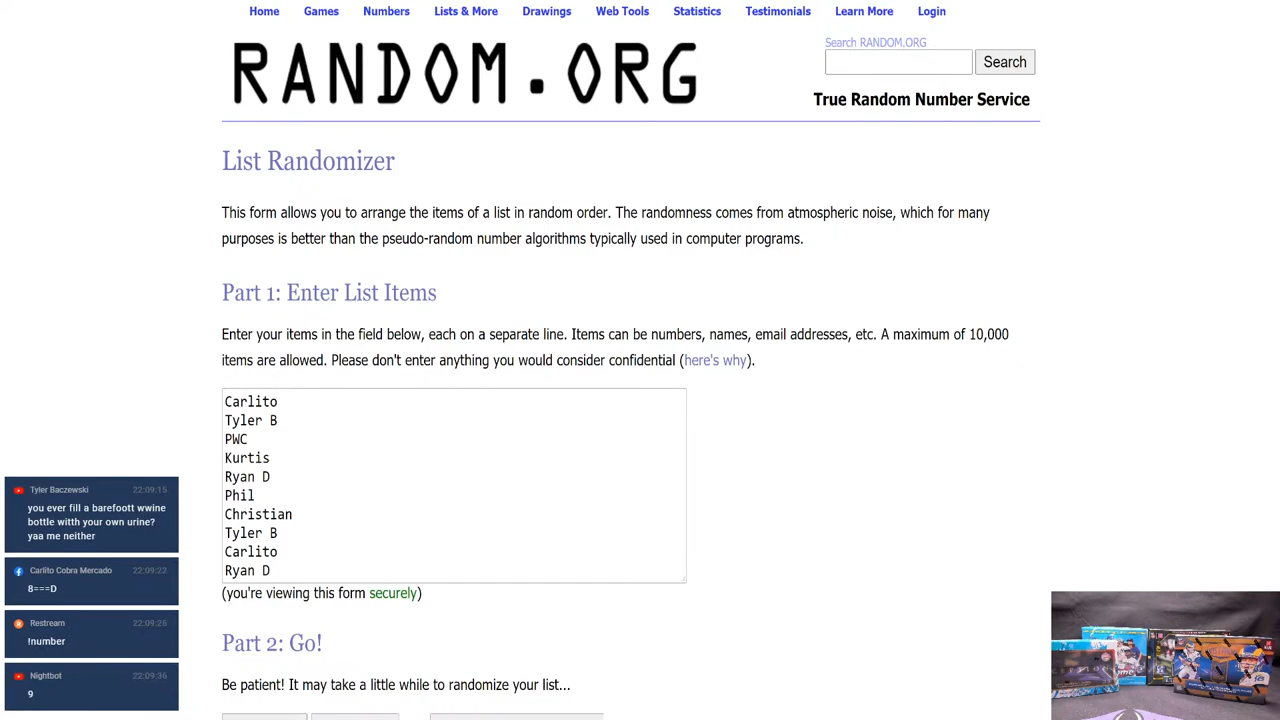 Home Games Numbers Lists & More Drawings Web Tools Statistics Testimonials Learn More Login
RANDOM.ORG
Search RANDOM.ORG
Search
True Random Number Service
List Randomizer
This form allows you to arrange the items of a list in random order. The randomness comes from atmospheric noise, which for many
purposes is better than the pseudo-random number algorithms typically used in computer programs.
Part 1: Enter List Items
Enter your items in the field below, each on a separate line. Items can be numbers, names, email addresses, etc. A maximum of 10,000
items are allowed. Please don't enter anything you would consider confidential (here's why).
Carlito
Tyler B
PWC
Kurtis
Ryan D
Phil
Christian
Tyler B
Carlito
Ryan D
(you're viewing this form securely)
Part 2: Go!
Be patient! It may take a little while to randomize your list...
Tyler Baczewski 22:09:15
you ever fill a barefoott wwine
bottle witth your own urine?
yaa me neither
Carlito Cobra Mercado 22:09:22
8===D
Restream 22:09:26
!number
Nightbot 22:09:36
9